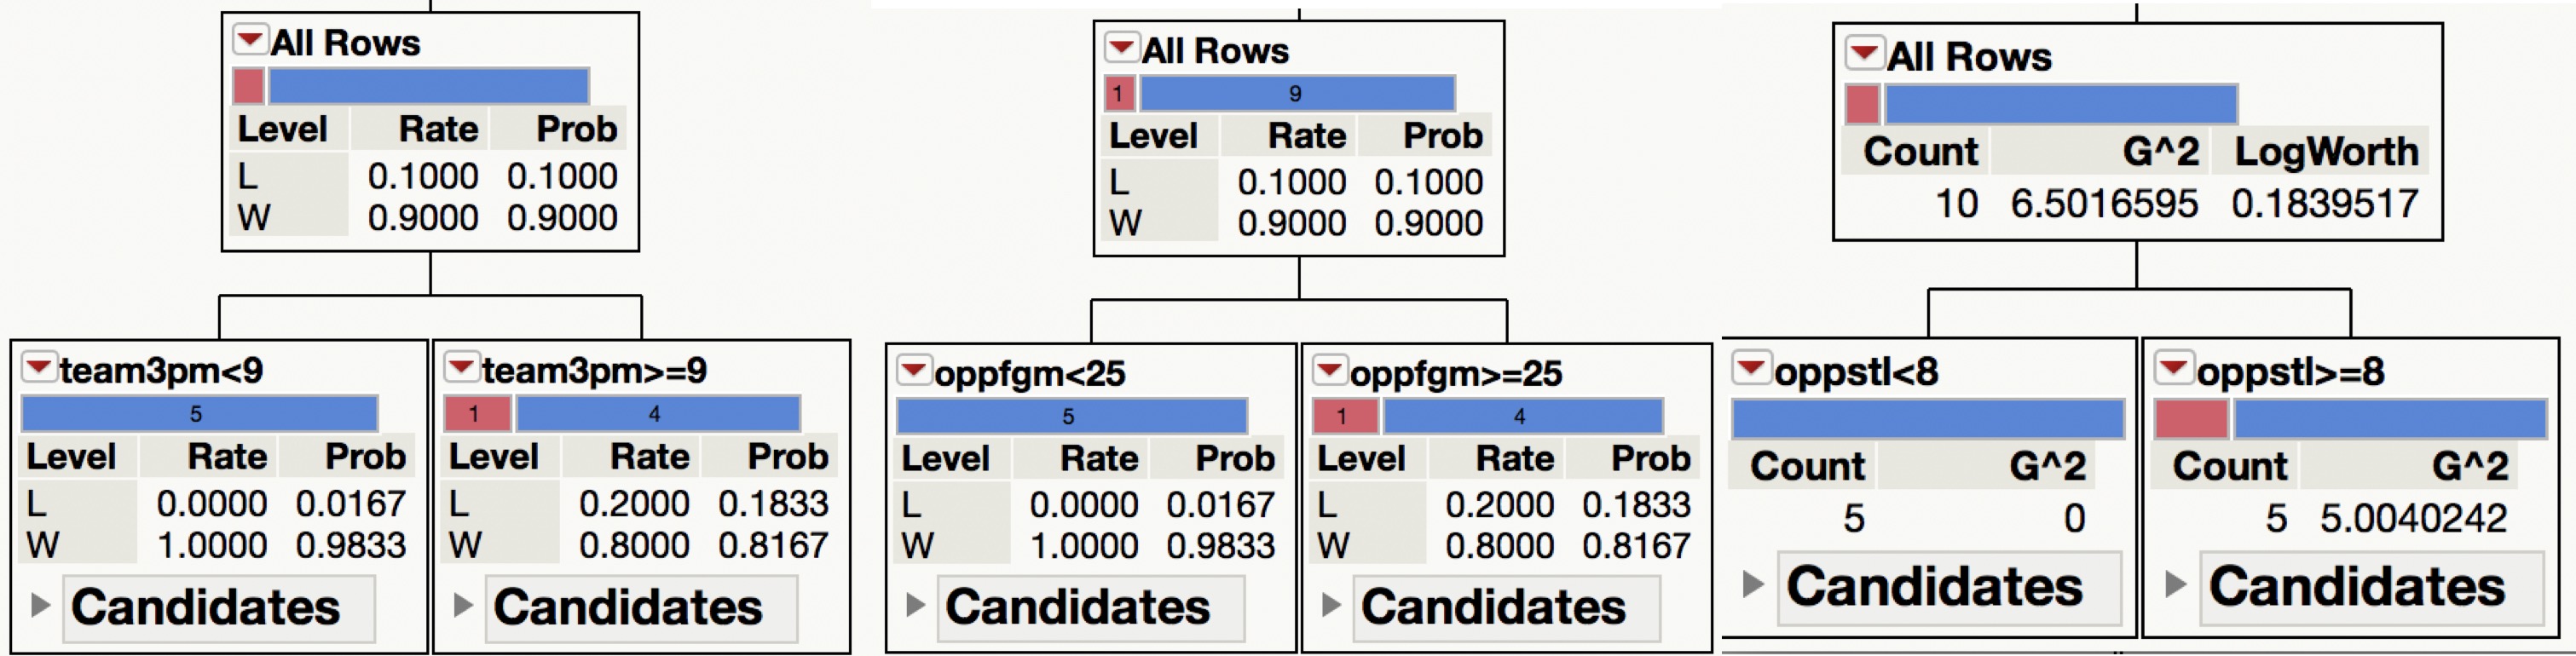 All Rows
Level Rate Prob
L 0.1000 0.1000
W 0.9000 0.9000
team3pm<9
5
Level Rate Prob
L 0.0000 0.0167
W 1.0000 0.9833
Candidates
team3pm>=9
1 4
Level Rate Prob
L 0.2000 0.1833
W 0.8000 0.8167
Candidates
All Rows
1 9
Level Rate Prob
L 0.1000 0.1000
W 0.9000 0.9000
oppfgm<25
5
Level Rate Prob
L 0.0000 0.0167
W 1.0000 0.9833
Candidates
oppfgm>=25
1 4
Level Rate Prob
L 0.2000 0.1833
W 0.8000 0.8167
Candidates
All Rows
Count G^2 LogWorth
10 6.5016595 0.1839517
oppstl<8
Count G^2
5 0
Candidates
oppstl>=8
Count G^2
5 5.0040242
Candidates